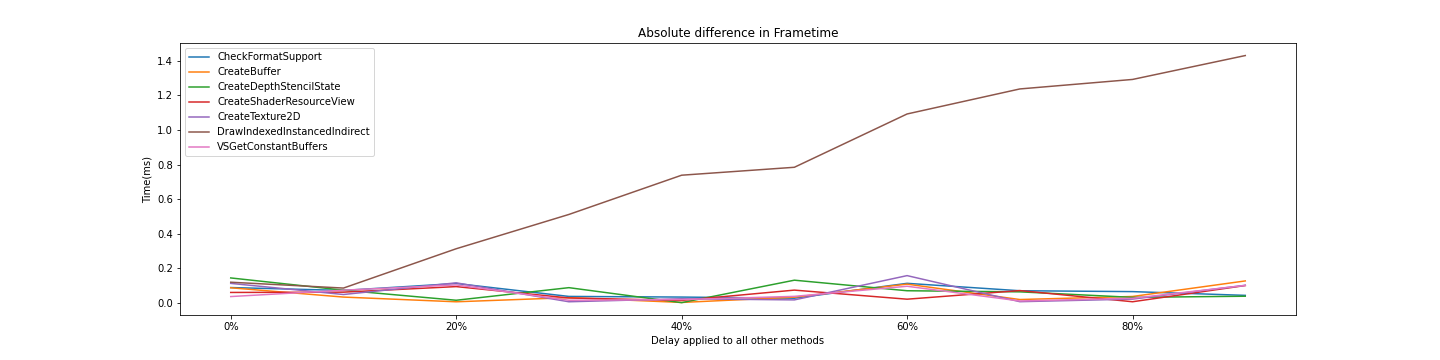 Absolute difference in Frametime
CheckFormatSupport
CreateBuffer
CreateDepthStencilState
CreateShaderResourceView
CreateTexture2D
DrawIndexedInstancedIndirect
VSGetConstantBuffers
Time(ms)
1.4
1.2
1.0
0.8
0.6
0.4
0.2
0.0
0%
20%
40%
60%
80%
Delay applied to all other methods